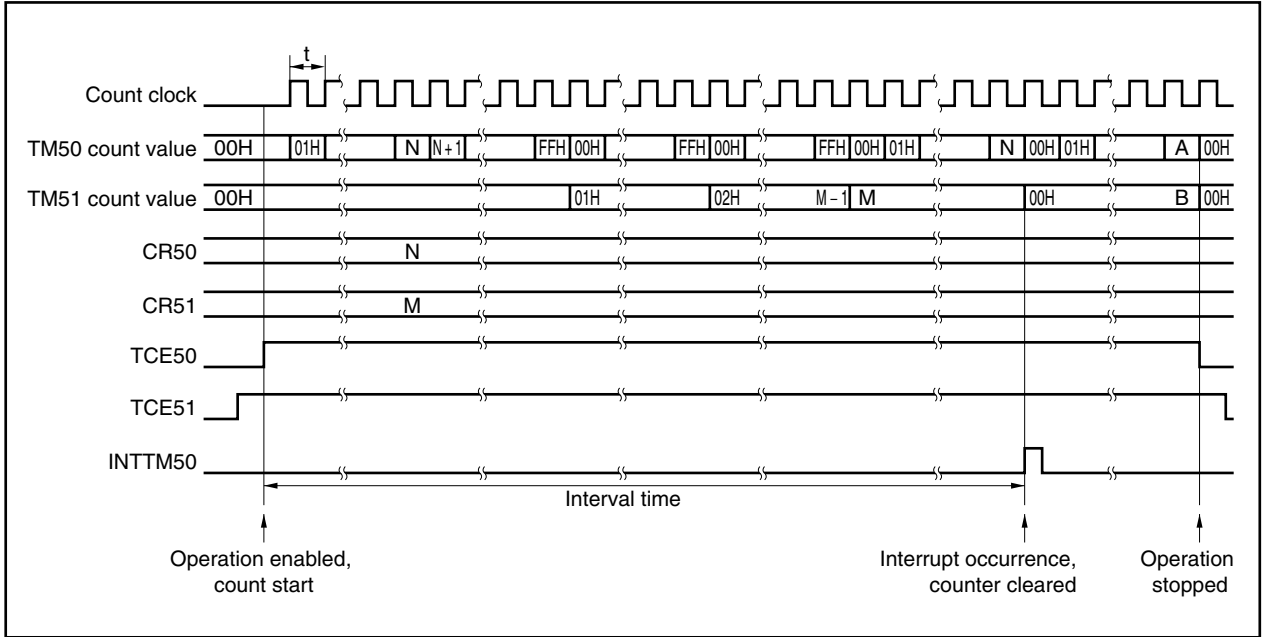 t
Count clock
TM50 count value 00H 01H N N + 1 FFH 00H FFH 00H FFH 00H 01H N 00H 01H A 00H
TM51 count value 00H 01H 02H M – 1 M 00H B 00H
CR50 N
CR51 M
TCE50
TCE51
INTTM50
Interval time
Operation enabled,
count start
Interrupt occurrence,
counter cleared
Operation
stopped